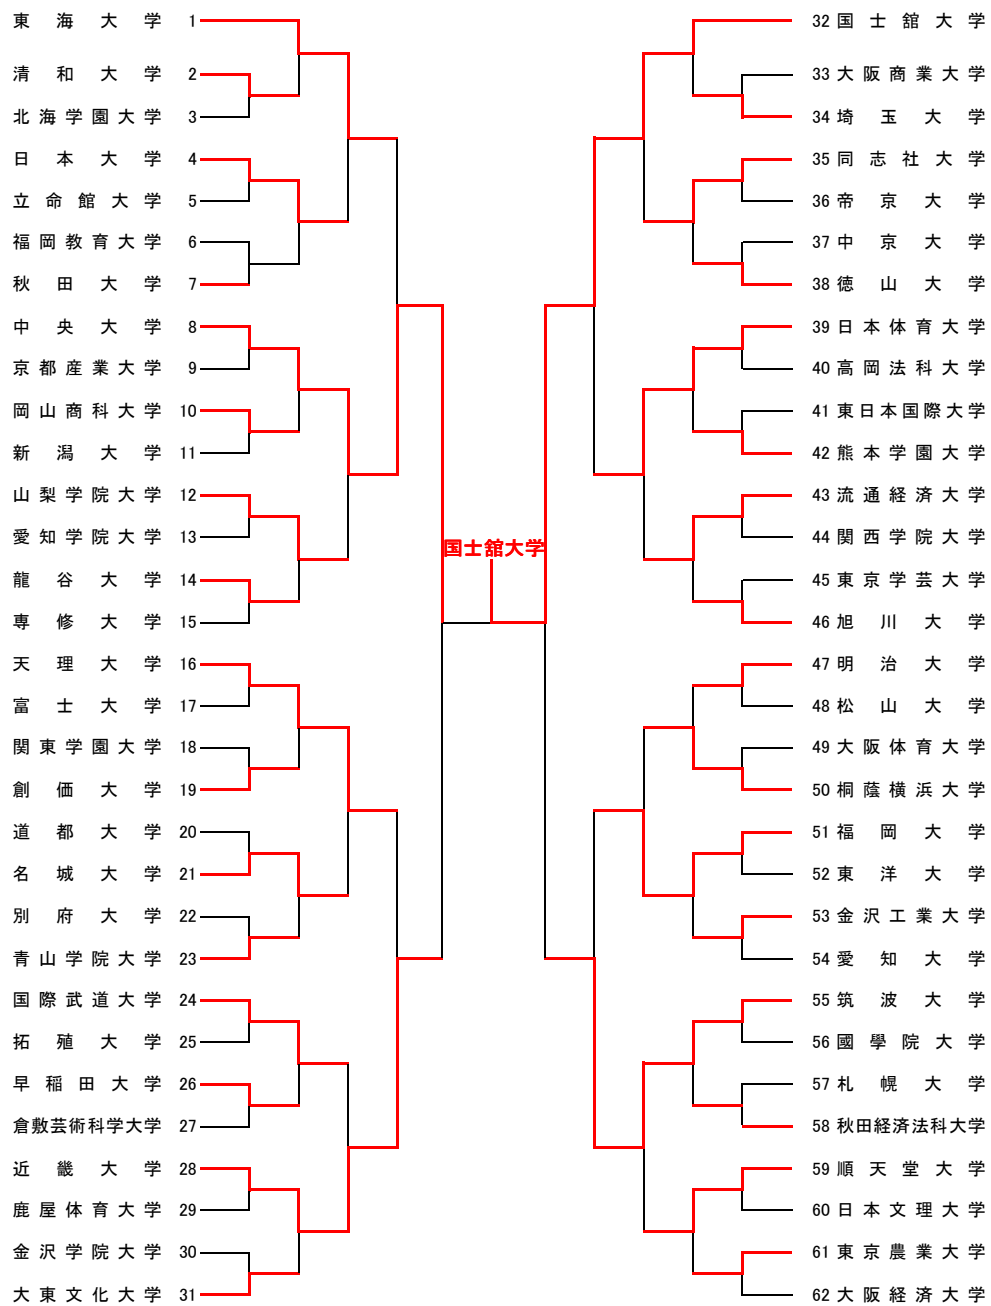 東海大学 1
清和大学 2
北海学園大学 3
日本大学 4
立命館大学 5
福岡教育大学 6
秋田大学 7
中央大学 8
京都産業大学 9
岡山商科大学 10
新潟大学 11
山梨学院大学 12
愛知学院大学 13
龍谷大学 14
専修大学 15
天理大学 16
富士大学 17
関東学園大学 18
創価大学 19
道都大学 20
名城大学 21
別府大学 22
青山学院大学 23
国際武道大学 24
拓殖大学 25
早稲田大学 26
倉敷芸術科学大学 27
近畿大学 28
鹿屋体育大学 29
金沢学院大学 30
大東文化大学 31
国士舘大学
32 国士舘大学
33 大阪商業大学
34 埼玉大学
35 同志社大学
36 帝京大学
37 中京大学
38 徳山大学
39 日本体育大学
40 高岡法科大学
41 東日本国際大学
42 熊本学園大学
43 流通経済大学
44 関西学院大学
45 東京学芸大学
46 旭川大学
47 明治大学
48 松山大学
49 大阪体育大学
50 桐蔭横浜大学
51 福岡大学
52 東洋大学
53 金沢工業大学
54 愛知大学
55 筑波大学
56 國學院大学
57 札幌大学
58 秋田経済法科大学
59 順天堂大学
60 日本文理大学
61 東京農業大学
62 大阪経済大学